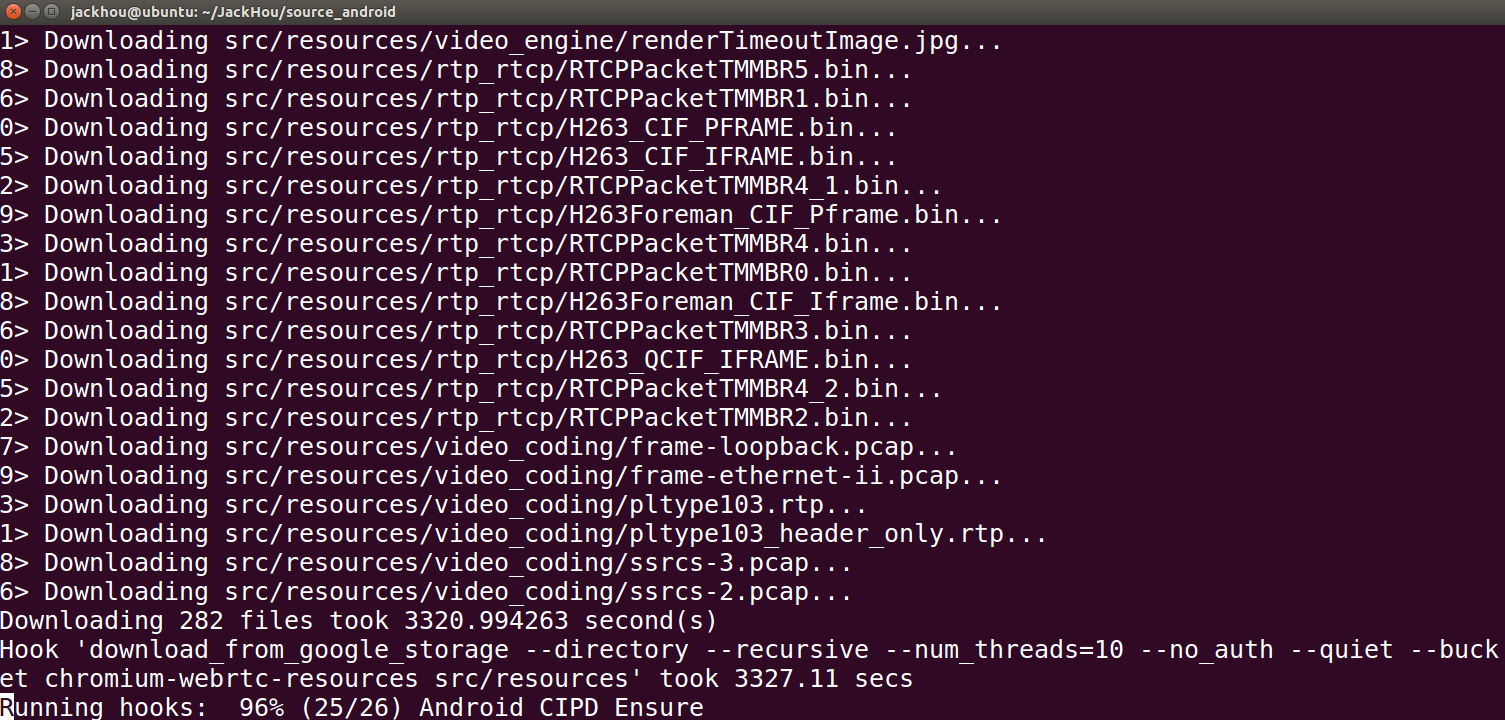 jackhou@ubuntu: ~/JackHou/source_android
1> Downloading src/resources/video_engine/renderTimeoutImage.jpg...
8> Downloading src/resources/rtp_rtcp/RTCPPacketTMMBR5.bin...
6> Downloading src/resources/rtp_rtcp/RTCPPacketTMMBR1.bin...
0> Downloading src/resources/rtp_rtcp/H263_CIF_PFRAME.bin...
5> Downloading src/resources/rtp_rtcp/H263_CIF_IFRAME.bin...
2> Downloading src/resources/rtp_rtcp/RTCPPacketTMMBR4_1.bin...
9> Downloading src/resources/rtp_rtcp/H263Foreman_CIF_Pframe.bin...
3> Downloading src/resources/rtp_rtcp/RTCPPacketTMMBR4.bin...
1> Downloading src/resources/rtp_rtcp/RTCPPacketTMMBR0.bin...
8> Downloading src/resources/rtp_rtcp/H263Foreman_CIF_Iframe.bin...
6> Downloading src/resources/rtp_rtcp/RTCPPacketTMMBR3.bin...
0> Downloading src/resources/rtp_rtcp/H263_QCIF_IFRAME.bin...
5> Downloading src/resources/rtp_rtcp/RTCPPacketTMMBR4_2.bin...
2> Downloading src/resources/rtp_rtcp/RTCPPacketTMMBR2.bin...
7> Downloading src/resources/video_coding/frame-loopback.pcap...
9> Downloading src/resources/video_coding/frame-ethernet-ii.pcap...
3> Downloading src/resources/video_coding/pltype103.rtp...
1> Downloading src/resources/video_coding/pltype103_header_only.rtp...
8> Downloading src/resources/video_coding/ssrcs-3.pcap...
6> Downloading src/resources/video_coding/ssrcs-2.pcap...
Downloading 282 files took 3320.994263 second(s)
Hook 'download_from_google_storage --directory --recursive --num_threads=10 --no_auth --quiet --buck
et chromium-webrtc-resources src/resources' took 3327.11 secs
Running hooks:  96% (25/26) Android CIPD Ensure